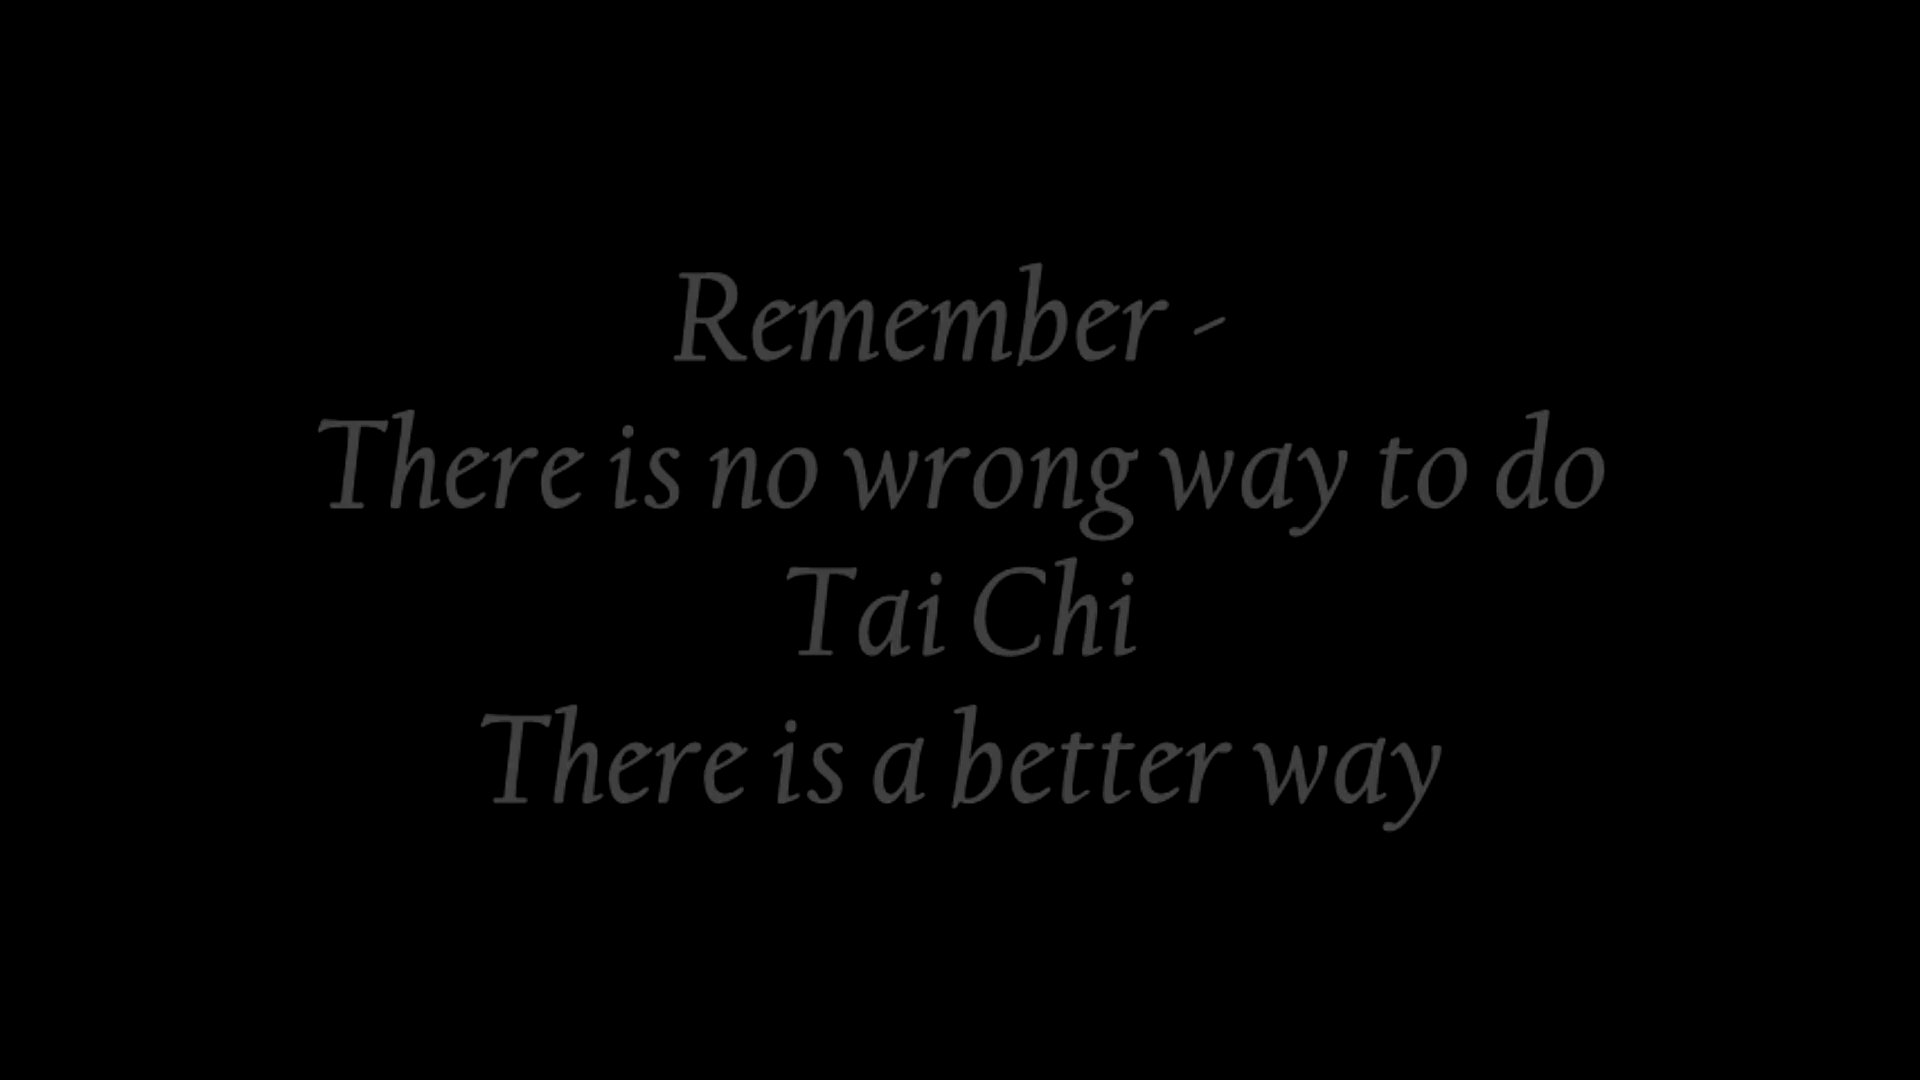 Remember -
There is no wrong way to do
Tai Chi
There is a better way